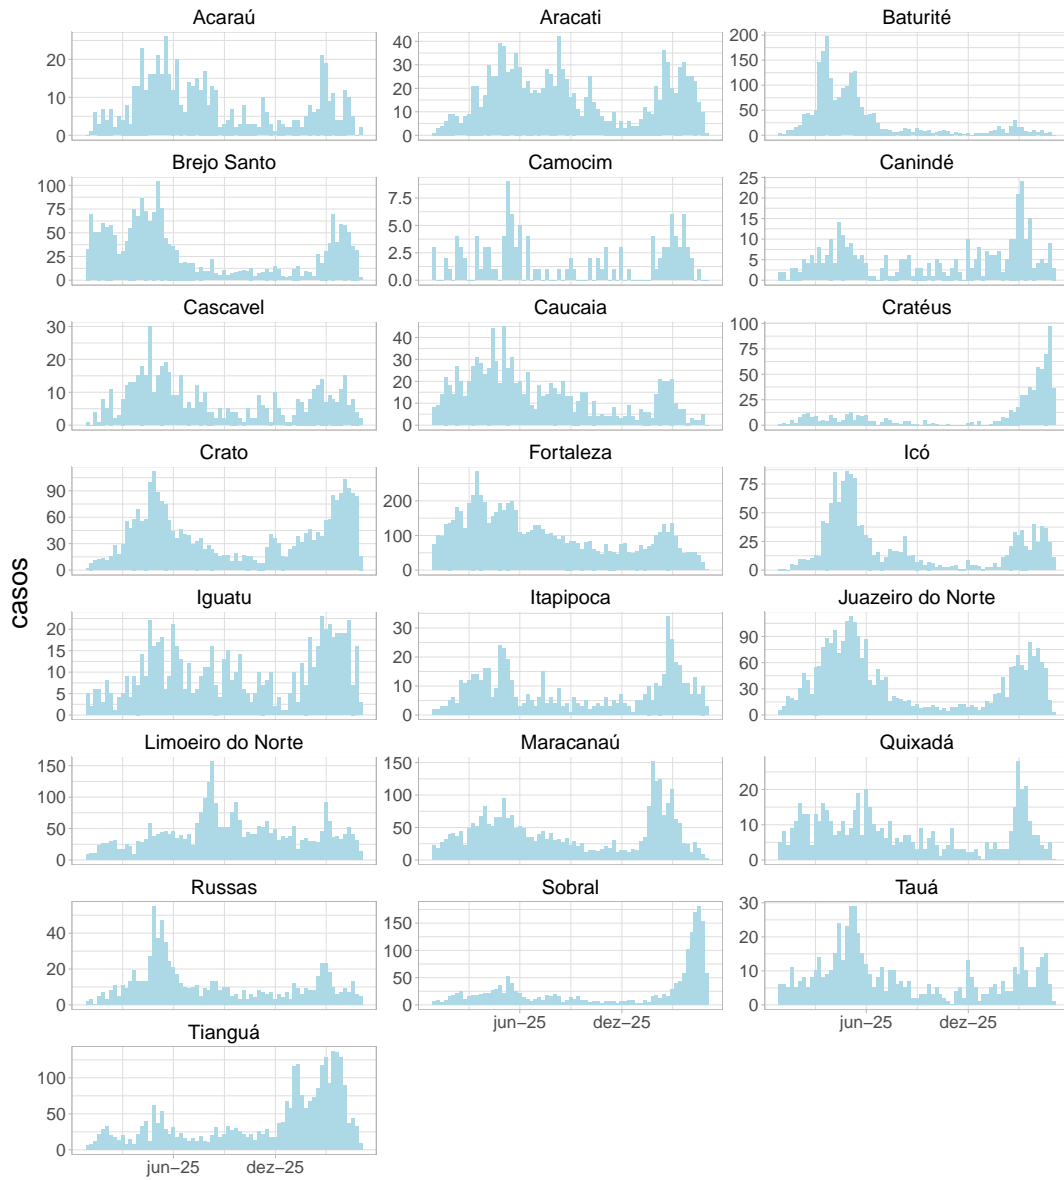 Acaraú Aracati Baturité
20 10 0
40 30 20 10 0
200 150 100 50 0
Brejo Santo Camocim Canindé
100 75 50 25 0
7.5 5.0 2.5 0.0
25 20 15 10 5 0
Cascavel Caucaia Cratéus
30 20 10 0
40 30 20 10 0
100 75 50 25 0
Crato Fortaleza Icó
90 60 30 0
200 100 0
75 50 25 0
casos
Iguatu Itapipoca Juazeiro do Norte
20 15 10 5 0
30 20 10 0
90 60 30 0
Limoeiro do Norte Maracanaú Quixadá
150 100 50 0
150 100 50 0
20 10 0
Russas Sobral Tauá
40 20 0
150 100 50 0
30 20 10 0
jun−25 dez−25 jun−25 dez−25
Tianguá
100 50 0
jun−25 dez−25